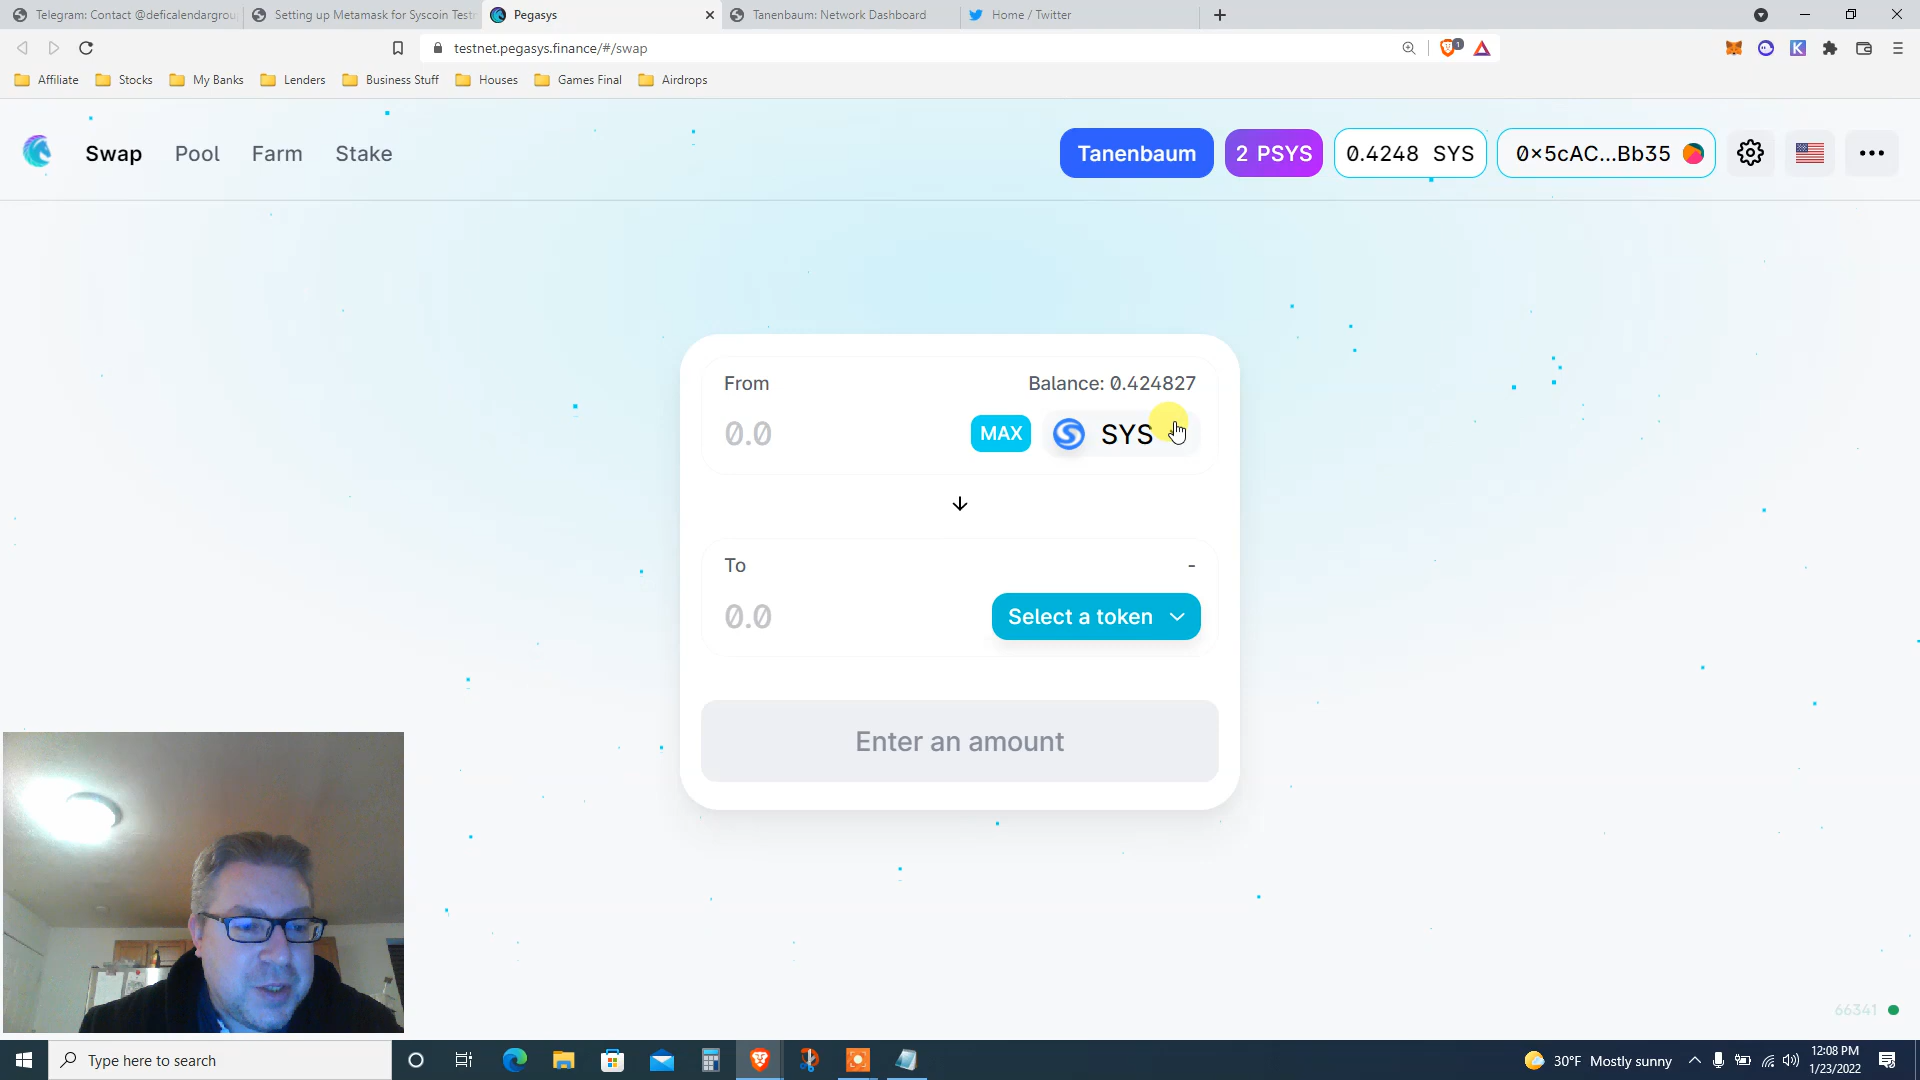 Telegram: Contact @deficalendargrou
Setting up Metamask for Syscoin Testr
Pegasys
Tanenbaum: Network Dashboard
Home / Twitter
testnet.pegasys.finance/#/swap
1
Affiliate
Stocks
My Banks
Lenders
Business Stuff
Houses
Games Final
Airdrops
Swap
Pool
Farm
Stake
Tanenbaum
2 PSYS
0.4248 SYS
0×5cAC...Bb35
From
Balance: 0.424827
0.0
MAX
SYS
To
-
0.0
Select a token
Enter an amount
66341
Type here to search
30°F Mostly sunny
12:08 PM
1/23/2022